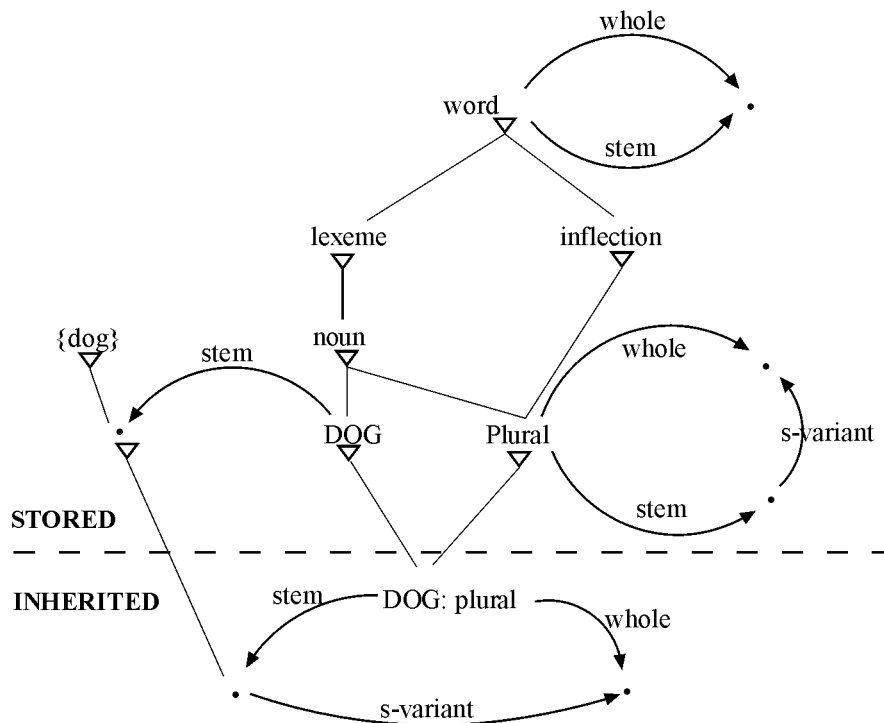 whole
word
stem
lexeme
inflection
{dog}
noun
stem
whole
DOG
Plural
s-variant
stem
STORED
INHERITED
stem
DOG: plural
whole
s-variant